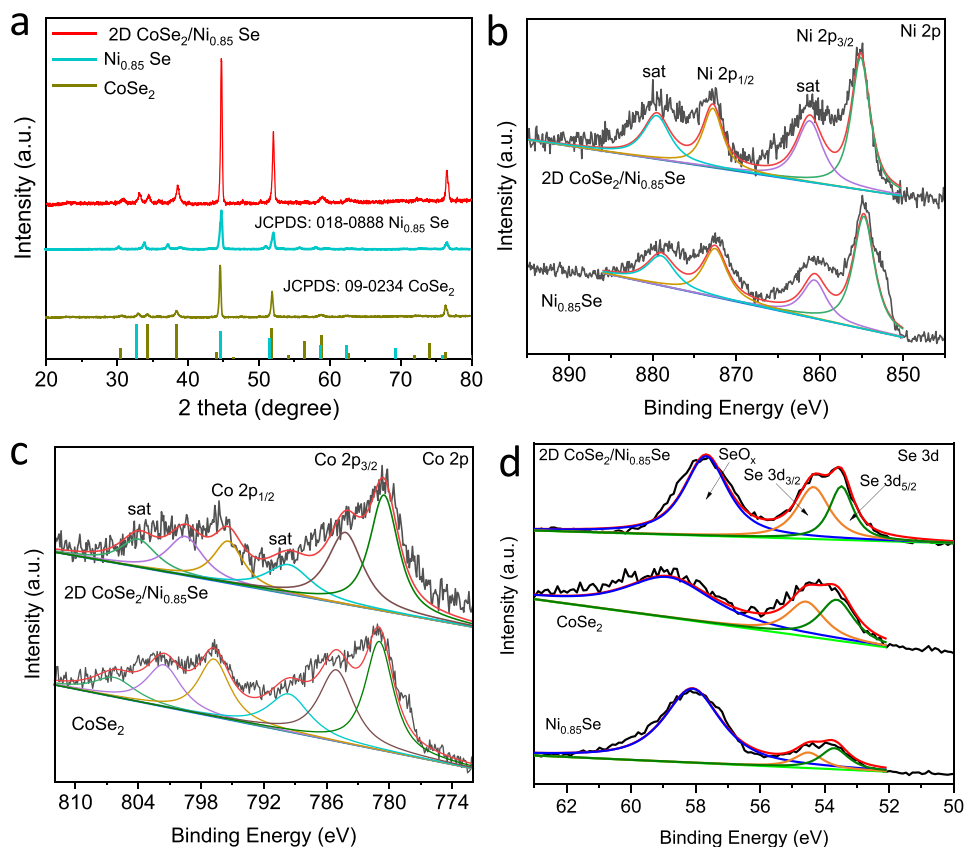 a
2D CoSe2/Ni0.85 Se
Ni0.85 Se
CoSe2
JCPDS: 018-0888 Ni0.85 Se
JCPDS: 09-0234 CoSe2
Intensity (a.u.)
20 30 40 50 60 70 80
2 theta (degree)
b
Ni 2p3/2
Ni 2p
sat
Ni 2p1/2
sat
2D CoSe2/Ni0.85Se
Ni0.85Se
Intensity (a.u.)
890 880 870 860 850
Binding Energy (eV)
c
Co 2p3/2
Co 2p
Co 2p1/2
sat
sat
2D CoSe2/Ni0.85Se
CoSe2
Intensity (a.u.)
810 804 798 792 786 780 774
Binding Energy (eV)
d
2D CoSe2/Ni0.85Se
SeOx
Se 3d
Se 3d3/2
Se 3d5/2
CoSe2
Ni0.85Se
Intensity (a.u.)
62 60 58 56 54 52 50
Binding Energy (eV)